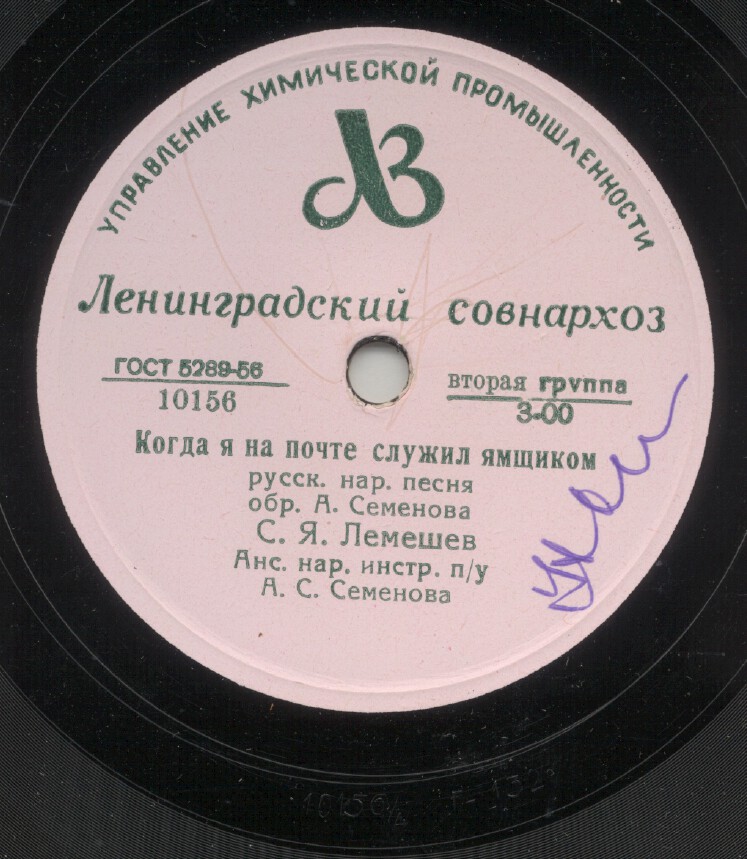 УПРАВЛЕНИЕ ХИМИЧЕСКОЙ ПРОМЫШЛЕННОСТИ
ЛЗ
Ленинградский совнархоз
ГОСТ 5289-56
10156
вторая группа
3-00
Когда я на почте служил ямщиком
русск. нар. песня
обр. А. Семенова
С. Я. Лемешев
Анс. нар. инстр. п/у
А. С. Семенова